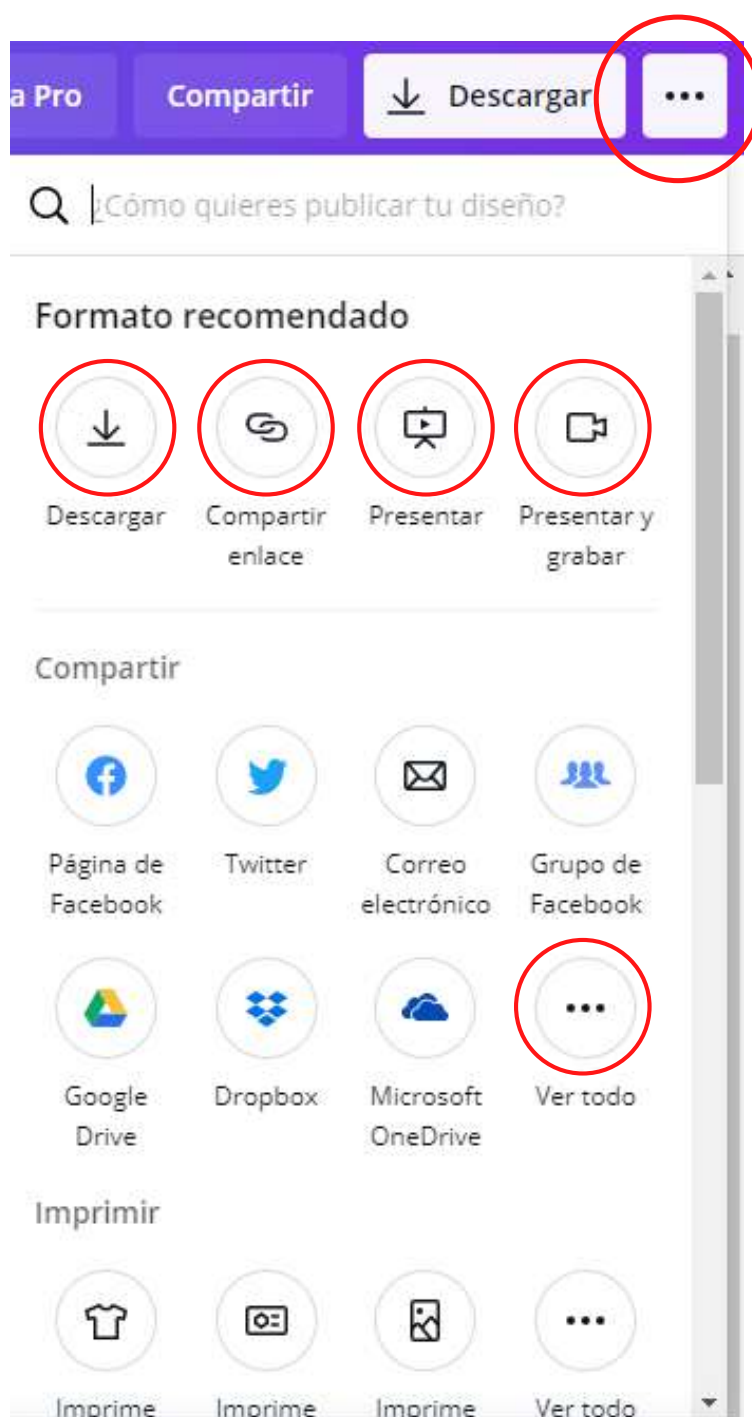 a Pro Compartir Descargar
¿Cómo quieres publicar tu diseño?
Formato recomendado
Descargar Compartir enlace Presentar Presentar y grabar
Compartir
Página de Facebook Twitter Correo electrónico Grupo de Facebook
Google Drive Dropbox Microsoft OneDrive Ver todo
Imprimir
Imprime Imprime Imprime Ver todo